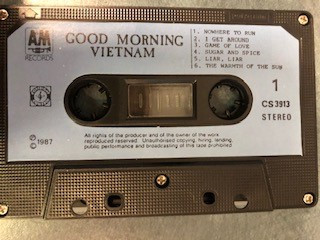 A&M
RECORDS
GOOD MORNING
VIETNAM
1. NOWHERE TO RUN
2. I GET AROUND
3. GAME OF LOVE
4. SUGAR AND SPICE
5. LIAR, LIAR
6. THE WARMTH OF THE SUN
1
CS3913
STEREO
℗
© 1987
All rights of the producer and of the owner of the work
reproduced reserved. Unauthorised copying, hiring, lending,
public performance and broadcasting of this tape prohibited